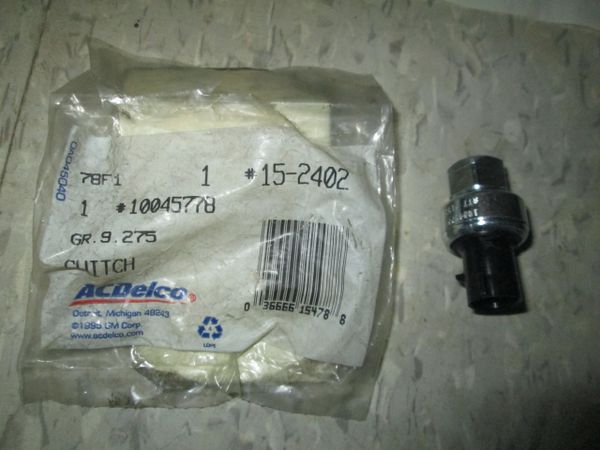 78F1 1 #15-2402
1 #10045778
GR.9.275
SWITCH
ACDelco
Detroit, Michigan 48243
©1995 GM Corp.
www.acdelco.com
LDPE
0 36666 15478 8